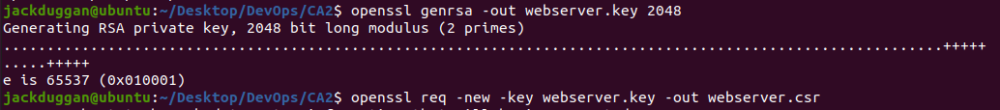 jackduggan@ubuntu:~/Desktop/DevOps/CA2$ openssl genrsa -out webserver.key 2048
Generating RSA private key, 2048 bit long modulus (2 primes)
...................................................................................................................+++++
.....+++++
e is 65537 (0x010001)
jackduggan@ubuntu:~/Desktop/DevOps/CA2$ openssl req -new -key webserver.key -out webserver.csr